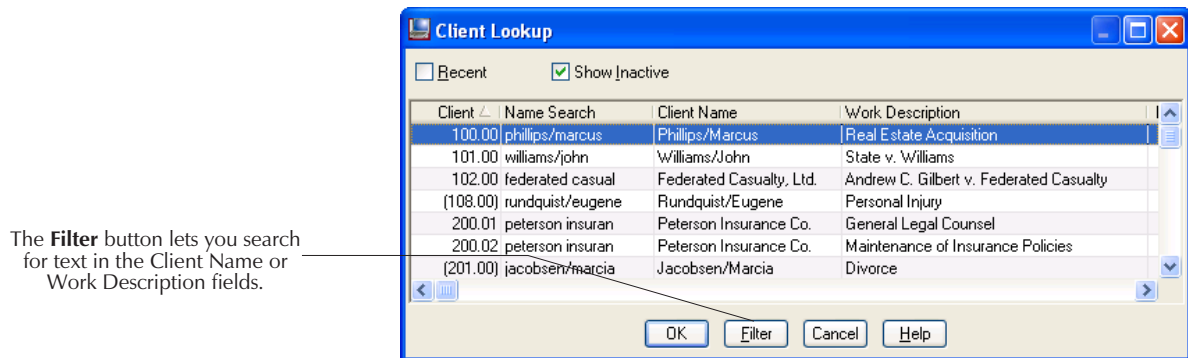 Client Lookup
Recent Show Inactive
Client Name Search Client Name Work Description
100.00 phillips/marcus Phillips/Marcus Real Estate Acquisition
101.00 williams/john Williams/John State v. Williams
102.00 federated casual Federated Casualty, Ltd. Andrew C. Gilbert v. Federated Casualty
(108.00) rundquist/eugene Rundquist/Eugene Personal Injury
200.01 peterson insuran Peterson Insurance Co. General Legal Counsel
200.02 peterson insuran Peterson Insurance Co. Maintenance of Insurance Policies
(201.00) jacobsen/marcia Jacobsen/Marcia Divorce
OK Filter Cancel Help
The Filter button lets you search
for text in the Client Name or
Work Description fields.